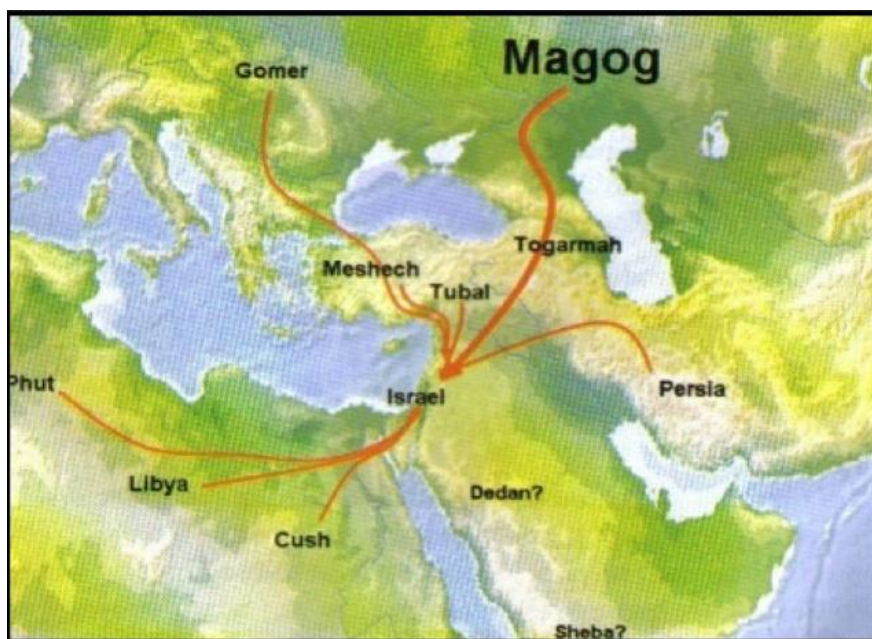 Magog
Gomer
Togarmah
Meshech
Tubal
Israel
Persia
Phut
Libya
Dedan?
Cush
Sheba?